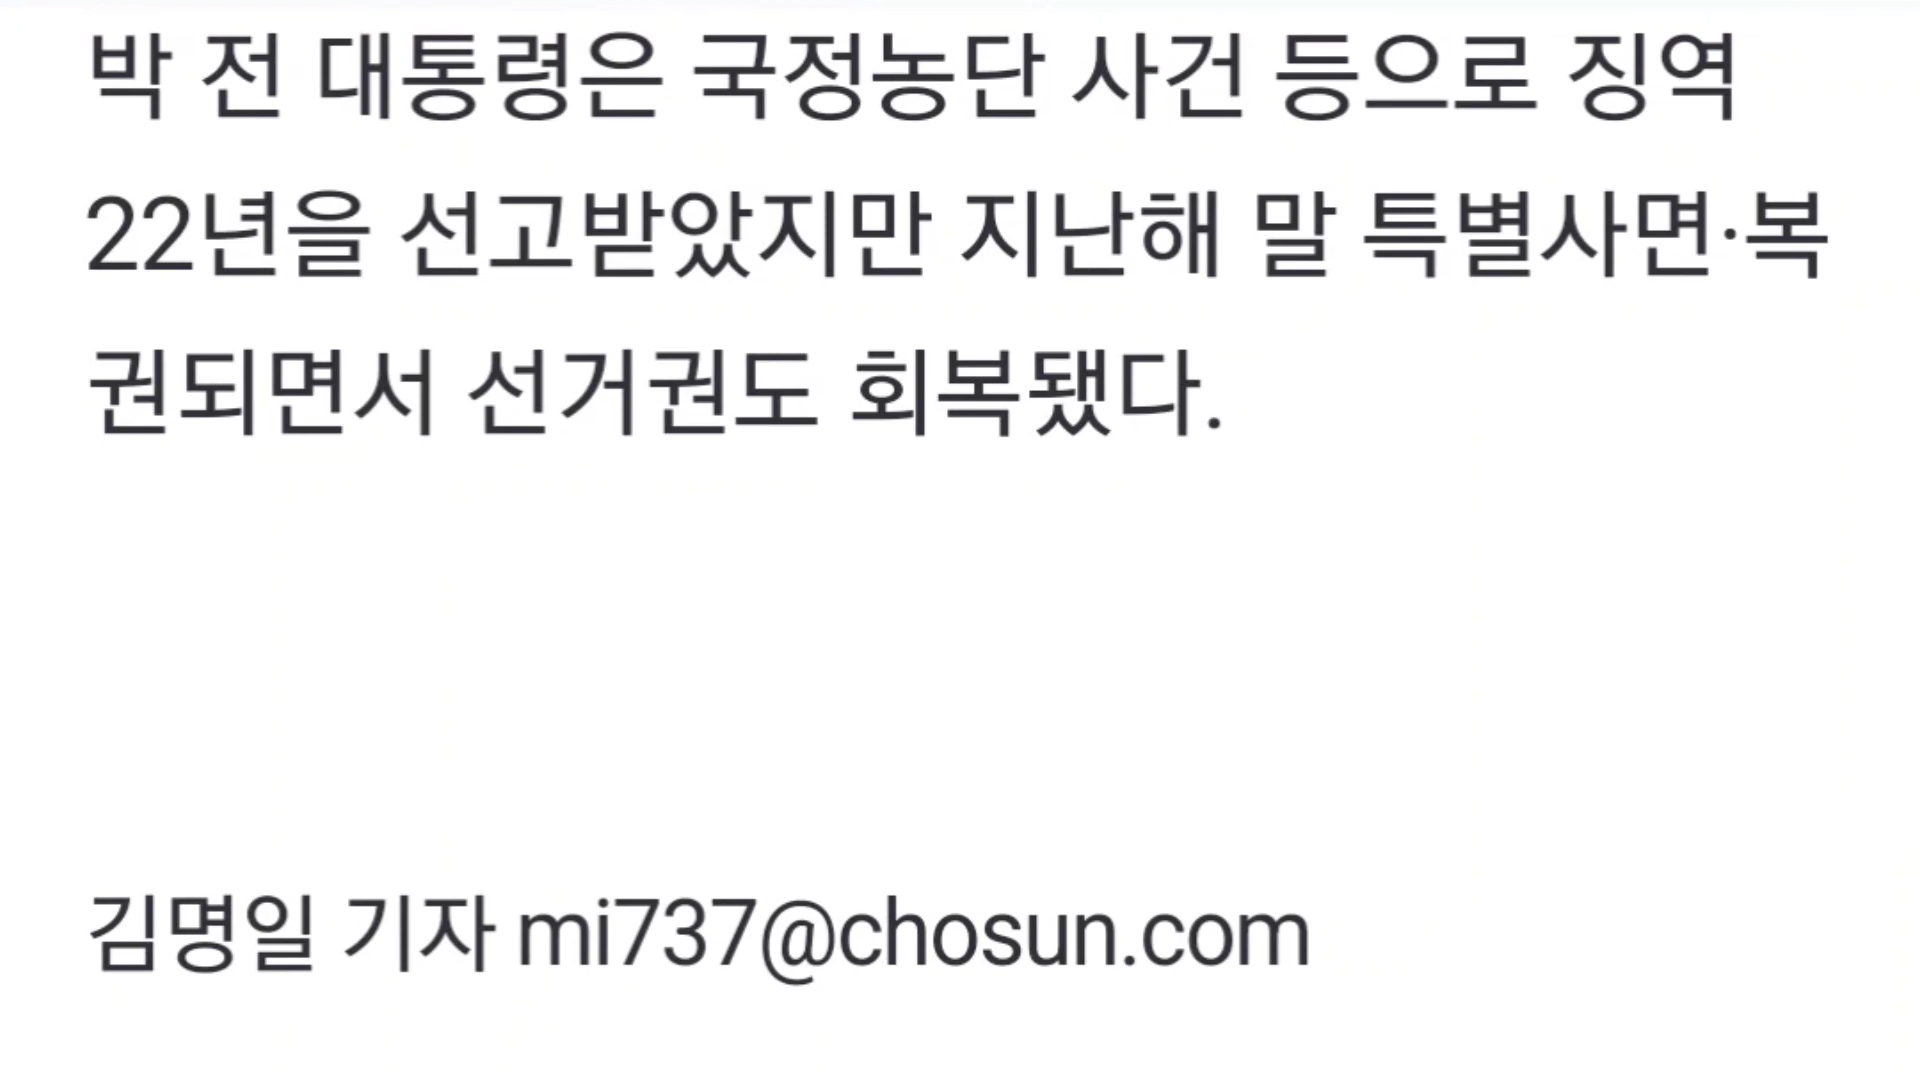 박 전 대통령은 국정농단 사건 등으로 징역
22년을 선고받았지만 지난해 말 특별사면·복
권되면서 선거권도 회복됐다.
김명일 기자 mi737@chosun.com